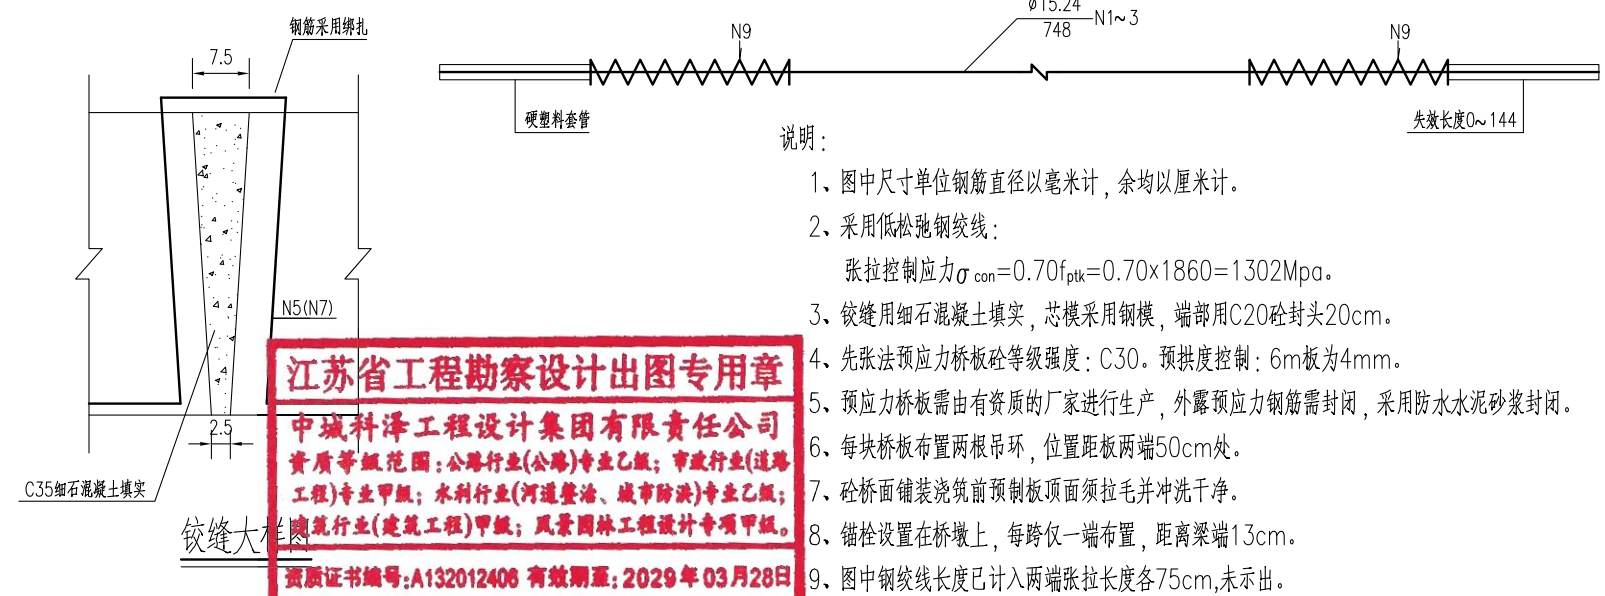 钢筋采用绑扎
7.5
N5(N7)
2.5
C35细石混凝土填实
铰缝大样图
N9
ø15.24
748
N1~3
N9
硬塑料套管
失效长度0~144
说明：
1、图中尺寸单位钢筋直径以毫米计，余均以厘米计。
2、采用低松弛钢绞线：
张拉控制应力σcon=0.70fptk=0.70×1860=1302Mpa。
3、铰缝用细石混凝土填实，芯模采用钢模，端部用C20砼封头20cm。
4、先张法预应力桥板砼等级强度：C30。预拱度控制：6m板为4mm。
5、预应力桥板需由有资质的厂家进行生产，外露预应力钢筋需封闭，采用防水水泥砂浆封闭。
6、每块桥板布置两根吊环，位置距板两端50cm处。
7、砼桥面铺装浇筑前预制板顶面须拉毛并冲洗干净。
8、锚栓设置在桥墩上，每跨仅一端布置，距离梁端13cm。
9、图中钢绞线长度已计入两端张拉长度各75cm,未示出。
江苏省工程勘察设计出图专用章
中城科泽工程设计集团有限责任公司
资质等级范围：公路行业(公路)专业乙级；市政行业(道路
工程)专业甲级；水利行业(河道整治、城市防洪)专业乙级；
建筑行业(建筑工程)甲级；风景园林工程设计专项甲级。
资质证书编号：A132012406 有效期至：2029年03月28日